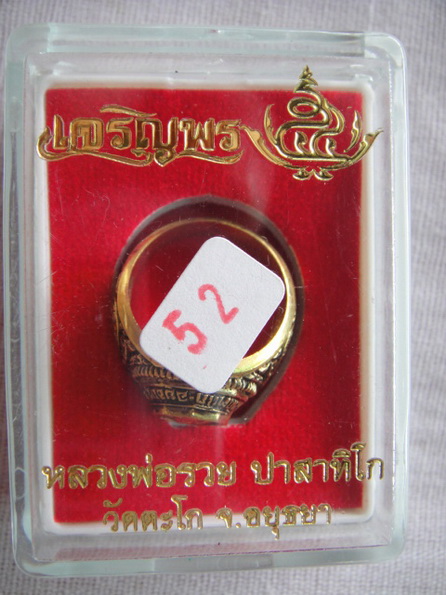 เจริญพร
52
หลวงพ่อรวย ปาสาทิโก
วัดตะโก จ.อยุธยา